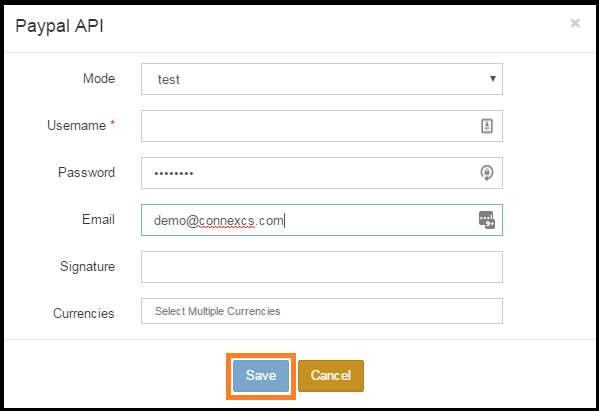 Paypal API ×
Mode test
Username *
Password ••••••••
Email demo@connexcs.com
Signature
Currencies Select Multiple Currencies
Save Cancel